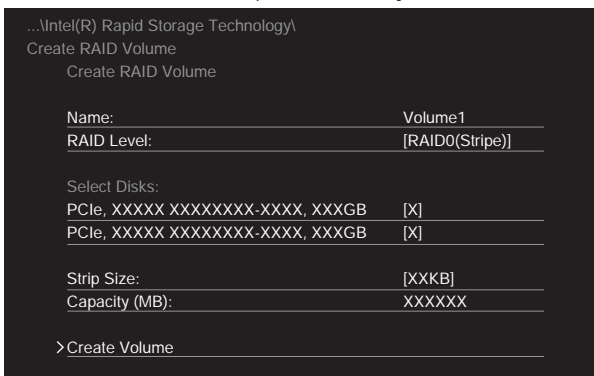 ...\Intel(R) Rapid Storage Technology\
Create RAID Volume
Create RAID Volume
Name: Volume1
RAID Level: [RAID0(Stripe)]
Select Disks:
PCIe, XXXXX XXXXXXXX-XXXX, XXXGB [X]
PCIe, XXXXX XXXXXXXX-XXXX, XXXGB [X]
Strip Size: [XXKB]
Capacity (MB): XXXXXX
>Create Volume